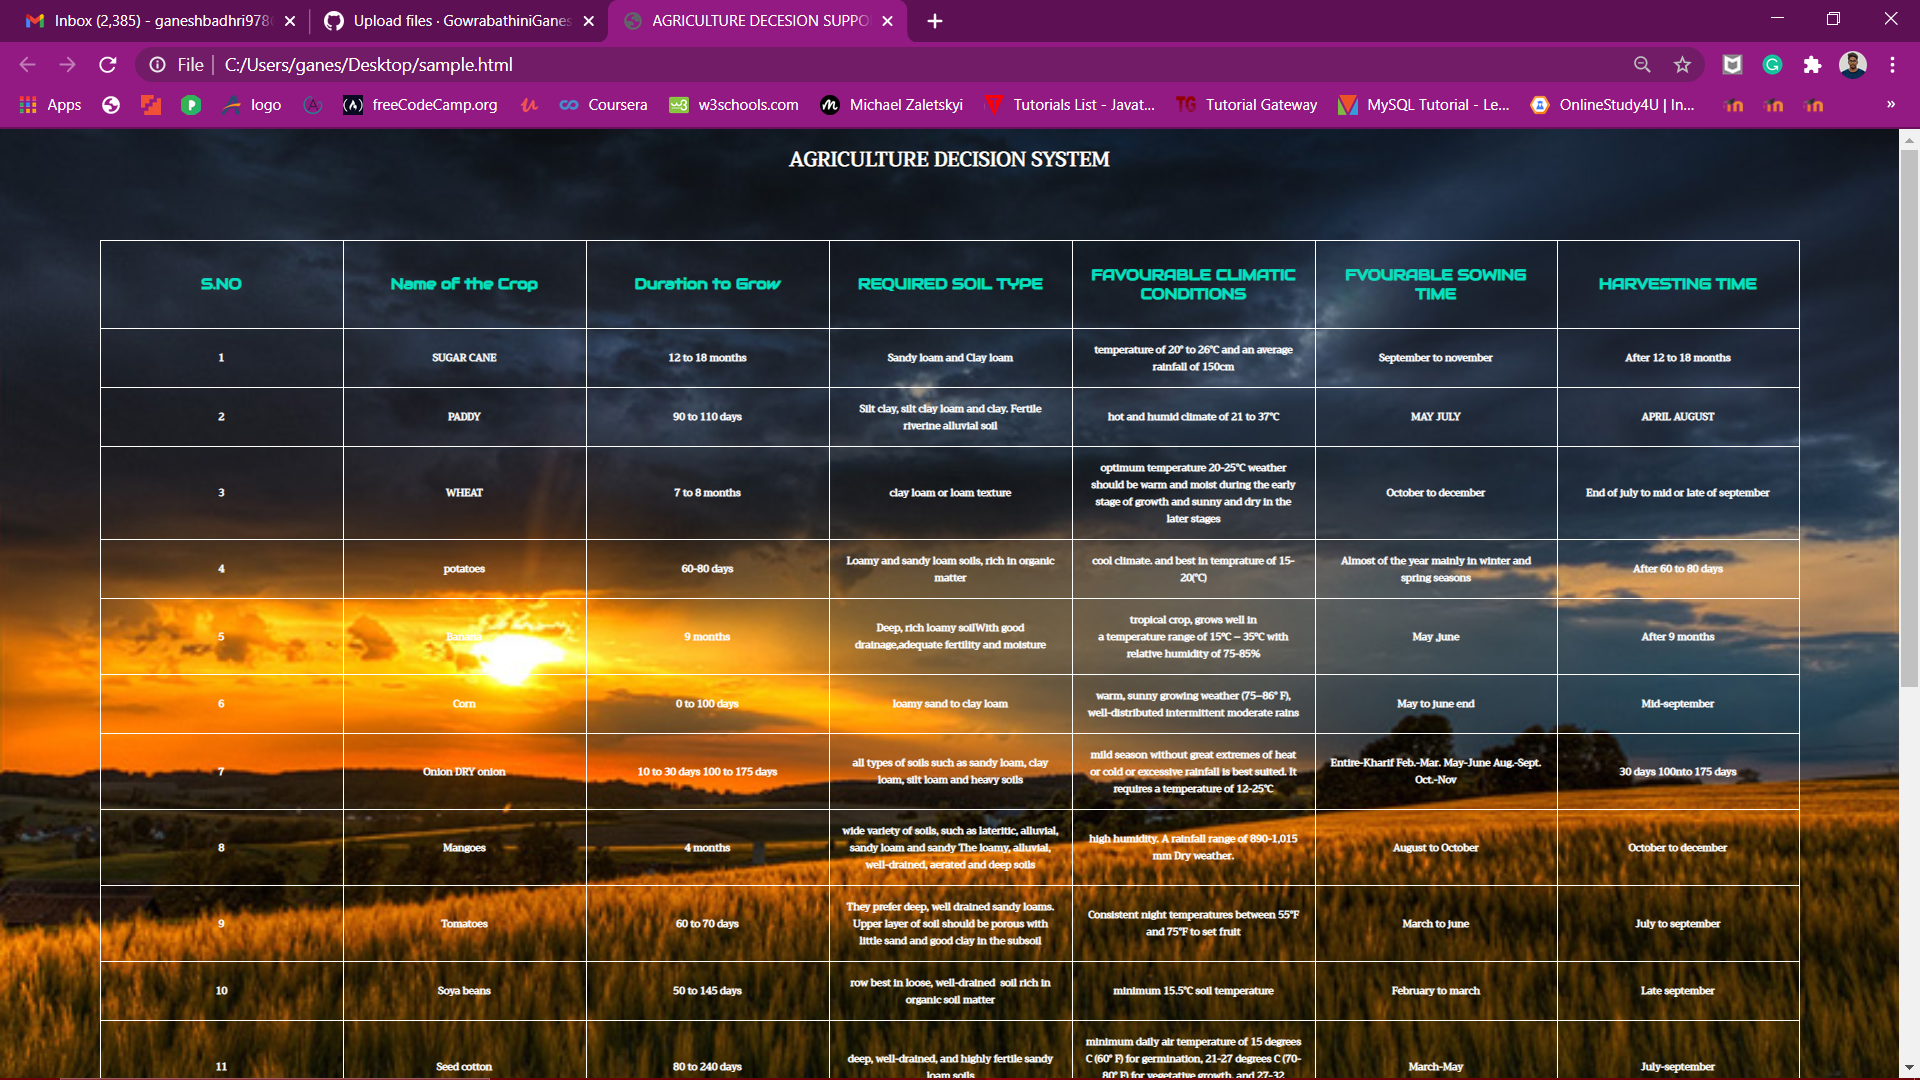 Inbox (2,385) - ganeshbadhri978
Upload files · GowrabathiniGanes
AGRICULTURE DECESION SUPPO
File
C:/Users/ganes/Desktop/sample.html
Apps
logo
freeCodeCamp.org
Coursera
w3schools.com
Michael Zaletskyi
Tutorials List - Javat...
Tutorial Gateway
MySQL Tutorial - Le...
OnlineStudy4U | In...
AGRICULTURE DECISION SYSTEM
S.NO
Name of the Crop
Duration to Grow
REQUIRED SOIL TYPE
FAVOURABLE CLIMATIC
CONDITIONS
FVOURABLE SOWING
TIME
HARVESTING TIME
1
SUGAR CANE
12 to 18 months
Sandy loam and Clay loam
temperature of 20° to 26°C and an average
rainfall of 150cm
September to november
After 12 to 18 months
2
PADDY
90 to 110 days
Silt clay, silt clay loam and clay. Fertile
riverine alluvial soil
hot and humid climate of 21 to 37°C
MAY JULY
APRIL AUGUST
3
WHEAT
7 to 8 months
clay loam or loam texture
optimum temperature 20-25°C weather
should be warm and moist during the early
stage of growth and sunny and dry in the
later stages
October to december
End of july to mid or late of september
4
potatoes
60-80 days
Loamy and sandy loam soils, rich in organic
matter
cool climate. and best in temprature of 15-
20(°C)
Almost of the year mainly in winter and
spring seasons
After 60 to 80 days
5
Banana
9 months
Deep, rich loamy soilWith good
drainage,adequate fertility and moisture
tropical crop, grows well in
a temperature range of 15°C – 35°C with
relative humidity of 75-85%
May ,june
After 9 months
6
Corn
0 to 100 days
loamy sand to clay loam
warm, sunny growing weather (75–86° F),
well-distributed intermittent moderate rains
May to june end
Mid-september
7
Onion DRY onion
10 to 30 days 100 to 175 days
all types of soils such as sandy loam, clay
loam, silt loam and heavy soils
mild season without great extremes of heat
or cold or excessive rainfall is best suited. It
requires a temperature of 12-25°C
Entire-Kharif Feb.-Mar. May-June Aug.-Sept.
Oct.-Nov
30 days 100nto 175 days
8
Mangoes
4 months
wide variety of soils, such as lateritic, alluvial,
sandy loam and sandy The loamy, alluvial,
well-drained, aerated and deep soils
high humidity. A rainfall range of 890-1,015
mm Dry weather.
August to October
October to december
9
Tomatoes
60 to 70 days
They prefer deep, well drained sandy loams.
Upper layer of soil should be porous with
little sand and good clay in the subsoil
Consistent night temperatures between 55°F
and 75°F to set fruit
March to june
July to september
10
Soya beans
50 to 145 days
row best in loose, well-drained soil rich in
organic soil matter
minimum 15.5°C soil temperature
February to march
Late september
11
Seed cotton
80 to 240 days
deep, well-drained, and highly fertile sandy
loam soils
minimum daily air temperature of 15 degrees
C (60° F) for germination, 21-27 degrees C (70-
80° F) for vegetative growth, and 27-32
March-May
July-september